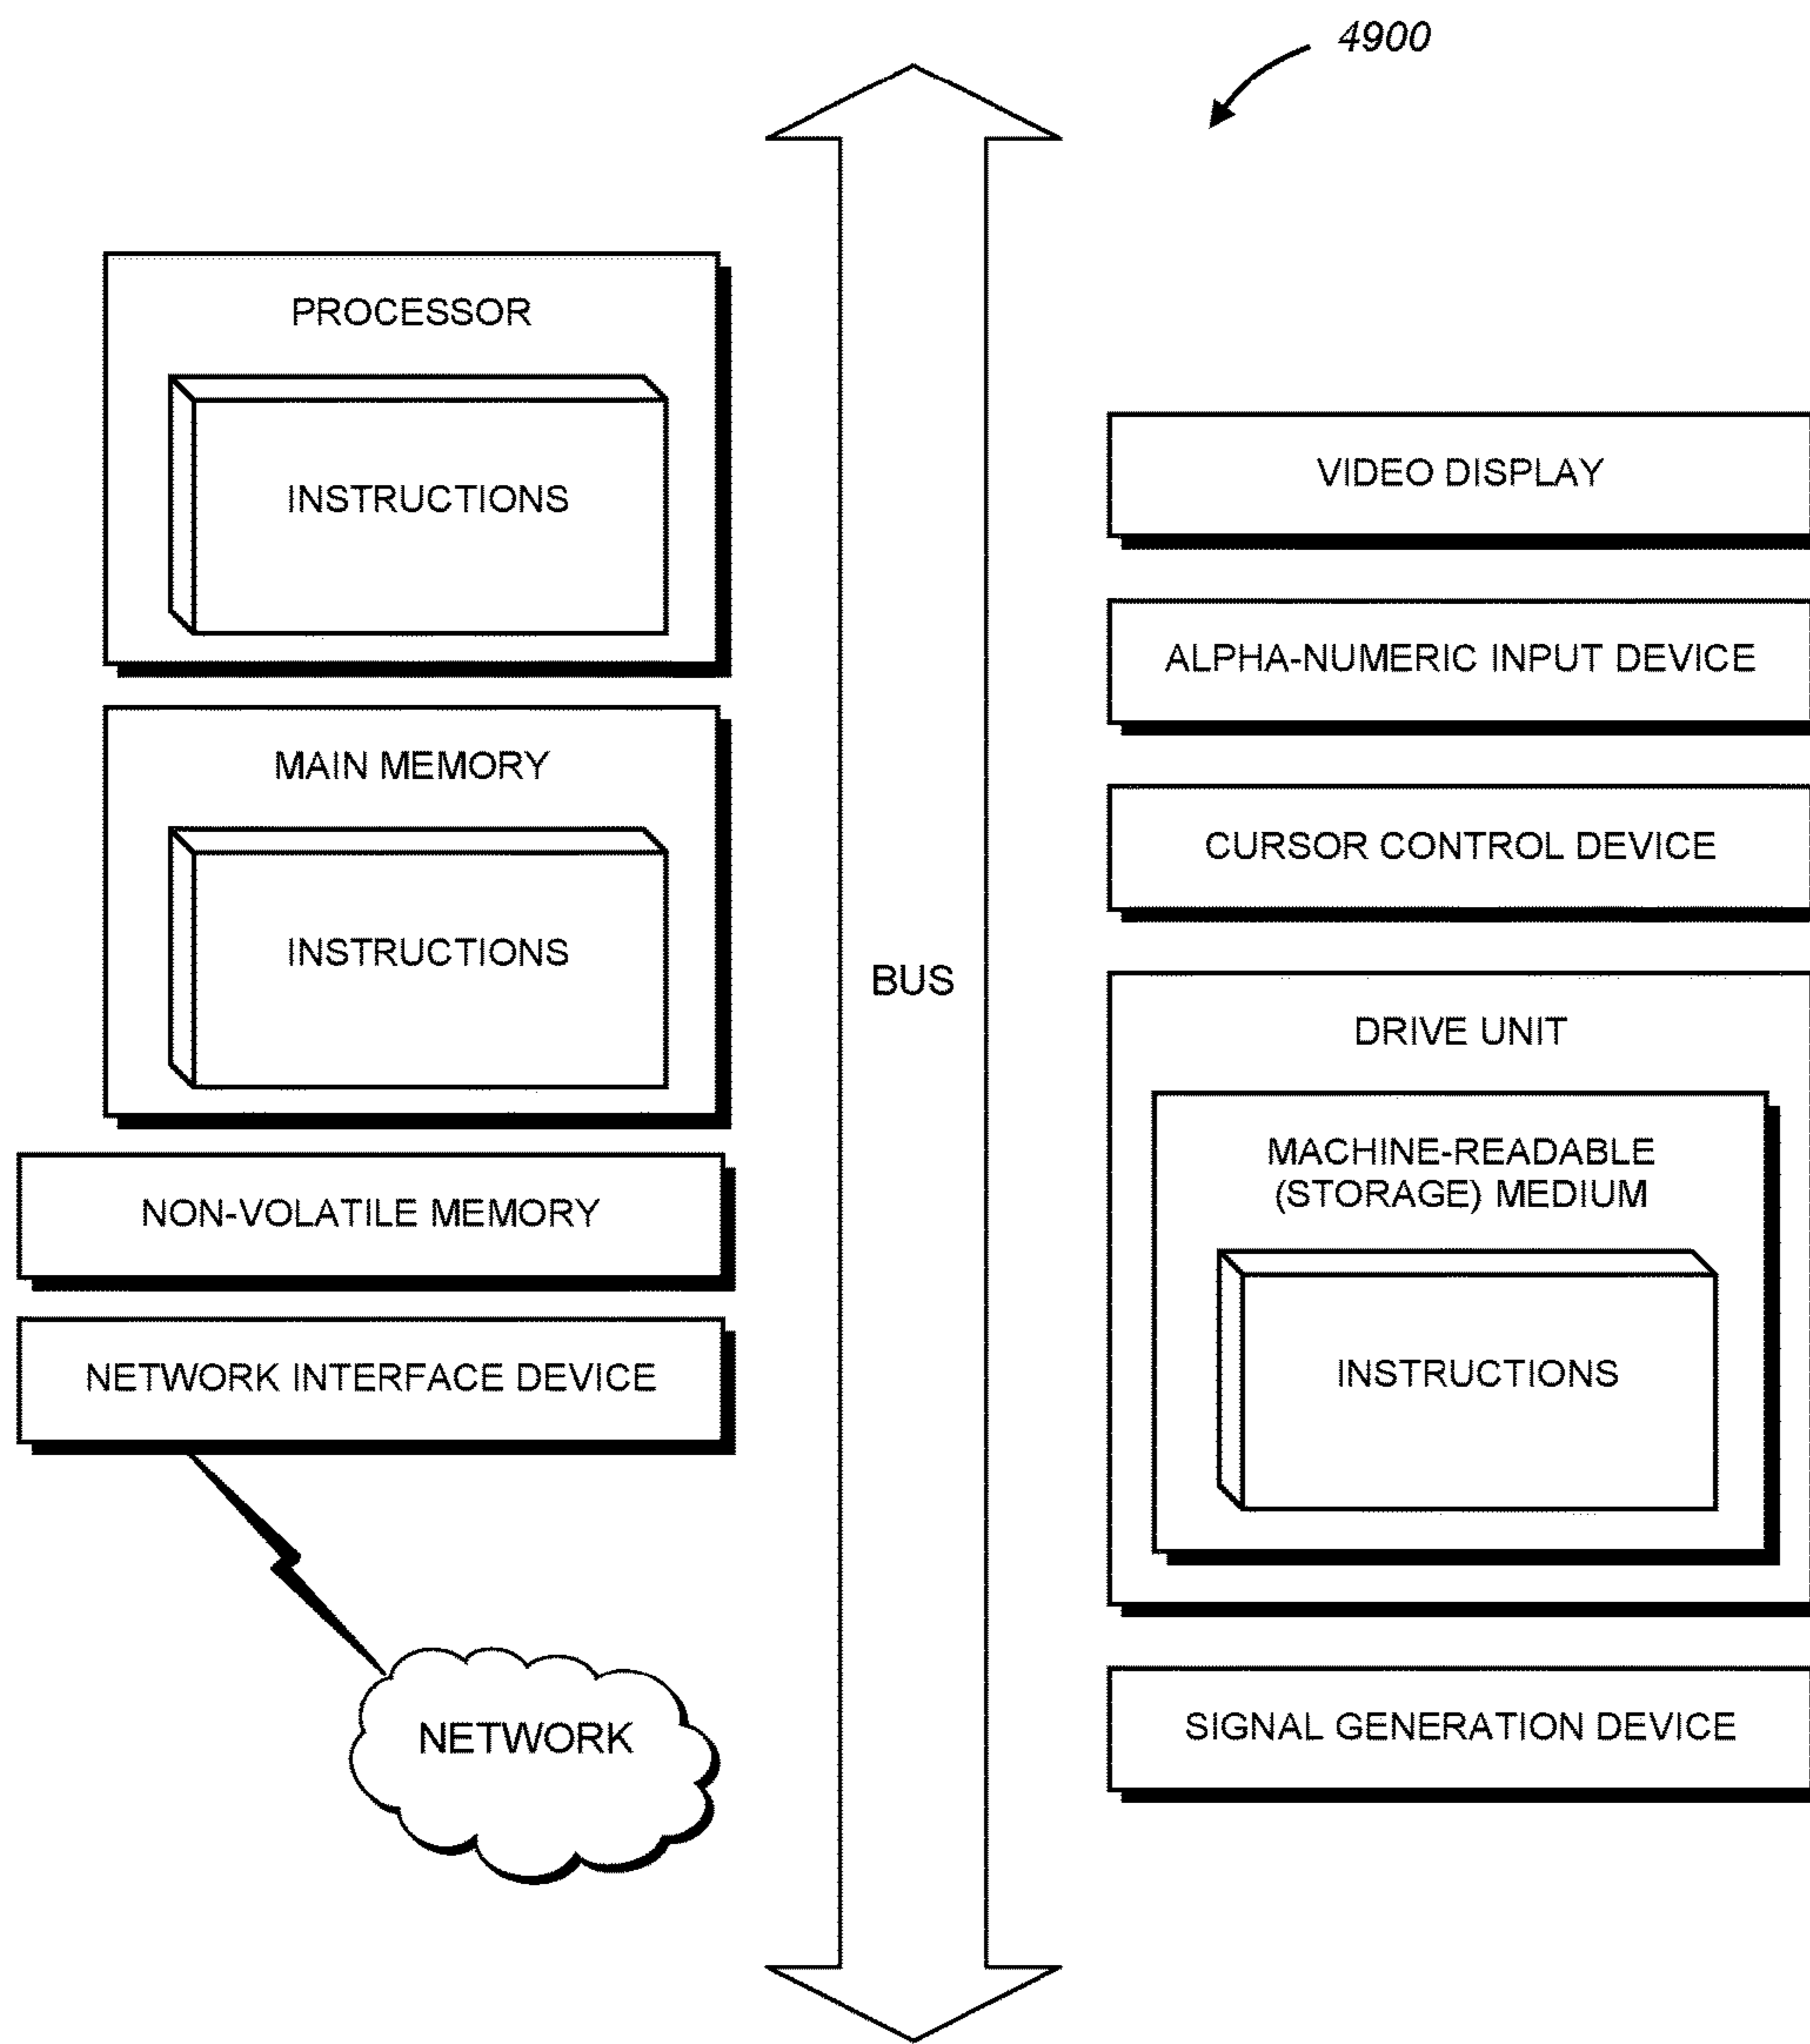 4900
PROCESSOR
INSTRUCTIONS
MAIN MEMORY
INSTRUCTIONS
NON-VOLATILE MEMORY
NETWORK INTERFACE DEVICE
NETWORK
BUS
VIDEO DISPLAY
ALPHA-NUMERIC INPUT DEVICE
CURSOR CONTROL DEVICE
DRIVE UNIT
MACHINE-READABLE
(STORAGE) MEDIUM
INSTRUCTIONS
SIGNAL GENERATION DEVICE